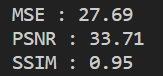 MSE : 27.69
PSNR : 33.71
SSIM : 0.95